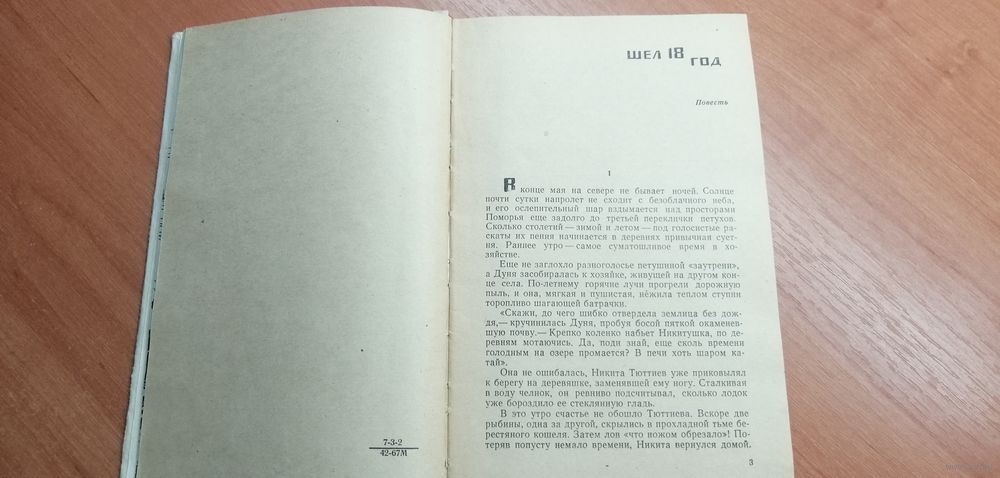 7-3-2
42-67М
ШЕЛ 18 ГОД
Повесть
1
В конце мая на севере не бывает ночей. Солнце
почти сутки напролет не сходит с безоблачного неба,
и его ослепительный шар вздымается над просторами
Поморья еще задолго до третьей переклички петухов.
Сколько столетий — зимой и летом — под голосистые рас-
каты их пения начинается в деревнях привычная сует-
ня. Раннее утро — самое суматошливое время в хо-
зяйстве.
Еще не заглохло разноголосье петушиной «заутрени»,
а Дуня засобиралась к хозяйке, живущей на другом кон-
це села. По-летнему горячие лучи прогрели дорожную
пыль, и она, мягкая и пушистая, нёжила теплом ступни
торопливо шагающей батрачки.
«Скажи, до чего шибко отвердела землица без дож-
дя,— кручинилась Дуня, пробуя босой пяткой окаменев-
шую почву.— Крепко коленко набьет Никитушка, по де-
ревням мотаючись. Да, поди знай, еще сколь времени
голодным на озере промается? В печи хоть шаром ка-
тай».
Она не ошибалась, Никита Тюттиев уже приковылял
к берегу на деревяшке, заменявшей ему ногу. Сталкивая
в воду челнок, он ревниво подсчитывал, сколько лодок
уже бороздило ее стеклянную гладь.
В это утро счастье не обошло Тюттиева. Вскоре две
рыбины, одна за другой, скрылись в прохладной тьме бе-
рестяного кошеля. Затем лов «что ножом обрезало»! По-
теряв попусту немало времени, Никита вернулся домой.
3